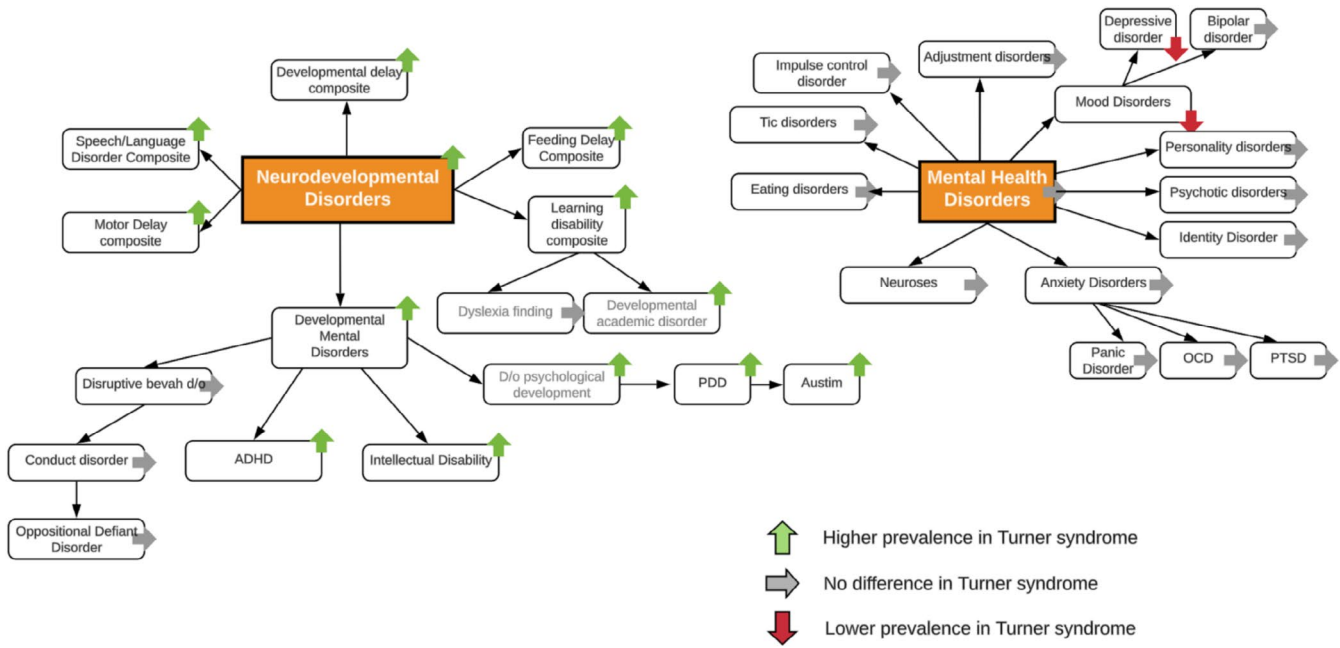 Developmental delay
composite
Speech/Language
Disorder Composite
Neurodevelopmental
Disorders
Feeding Delay
Composite
Motor Delay
composite
Learning
disability
composite
Dyslexia finding
Developmental
academic disorder
Developmental
Mental
Disorders
Disruptive bevah d/o
D/o psychological
development
PDD
Austim
Conduct disorder
ADHD
Intellectual Disability
Oppositional Defiant
Disorder
Depressive
disorder
Bipolar
disorder
Impulse control
disorder
Adjustment disorders
Mood Disorders
Tic disorders
Personality disorders
Eating disorders
Mental Health
Disorders
Psychotic disorders
Identity Disorder
Neuroses
Anxiety Disorders
Panic
Disorder
OCD
PTSD
Higher prevalence in Turner syndrome
No difference in Turner syndrome
Lower prevalence in Turner syndrome